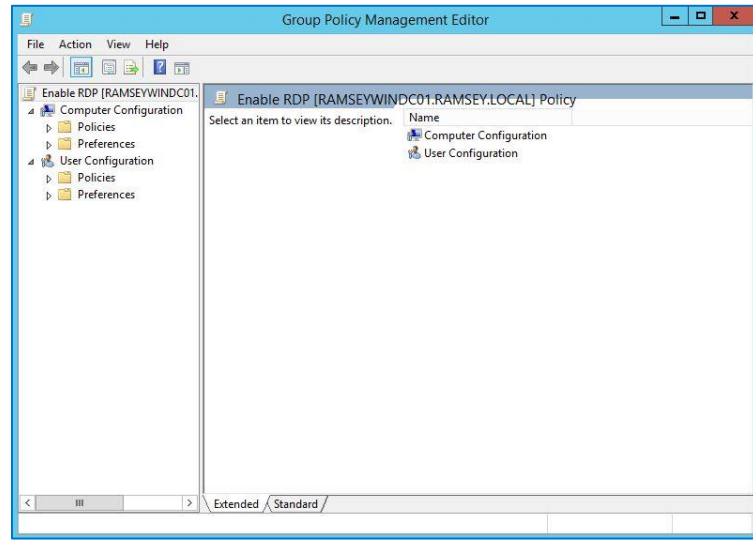 Group Policy Management Editor
File Action View Help
Enable RDP [RAMSEYWINDC01.
Computer Configuration
Policies
Preferences
User Configuration
Policies
Preferences
Enable RDP [RAMSEYWINDC01.RAMSEY.LOCAL] Policy
Select an item to view its description.
Name
Computer Configuration
User Configuration
Extended Standard